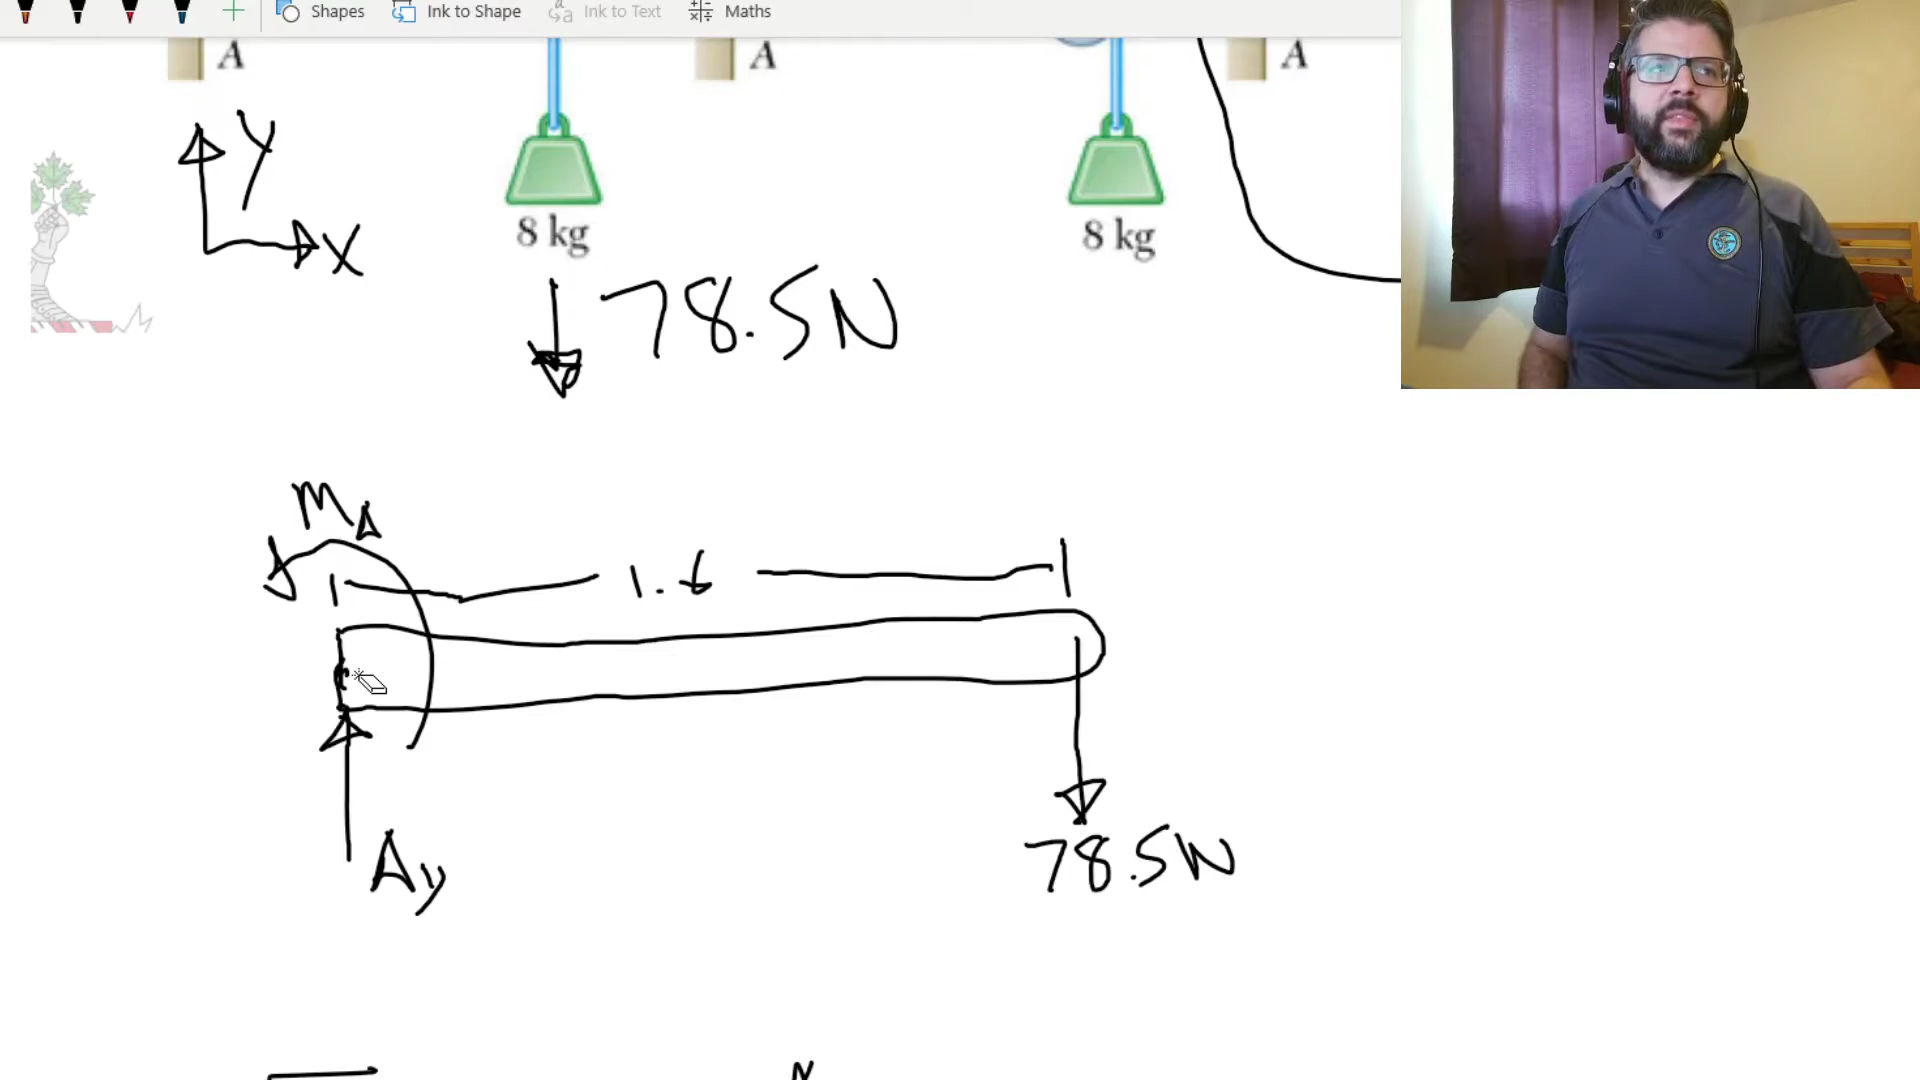 Shapes Ink to Shape Ink to Text Maths
A A A
Y
X
8 kg 8 kg
78.5N
MA
1.6
Ay
78.5N